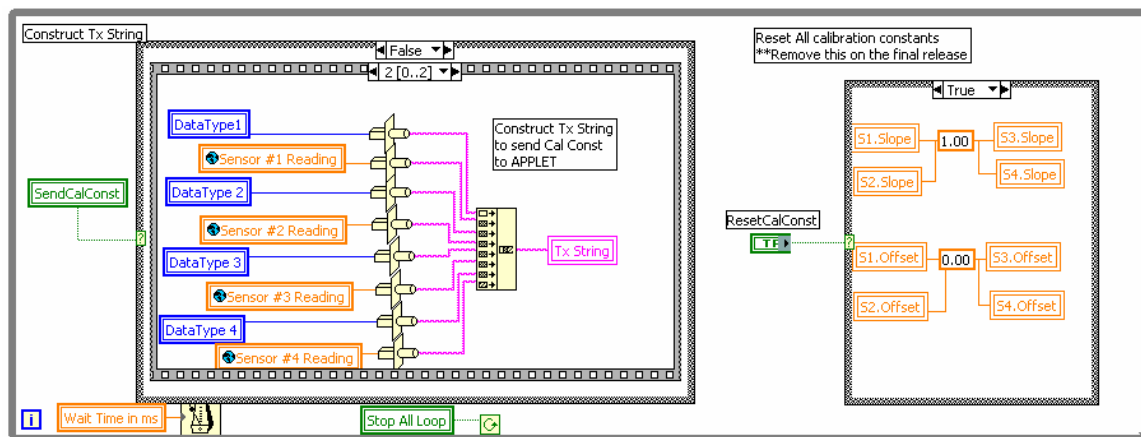 Construct Tx String
False
2 [0..2]
DataType1
Sensor #1 Reading
DataType 2
Sensor #2 Reading
DataType 3
Sensor #3 Reading
DataType 4
Sensor #4 Reading
Construct Tx String
to send Cal Const
to APPLET
SendCalConst
Tx String
Wait Time in ms
Stop All Loop
i
Reset All calibration constants
**Remove this on the final release
True
S1.Slope
1.00
S3.Slope
S2.Slope
S4.Slope
ResetCalConst
TF
S1.Offset
0.00
S3.Offset
S2.Offset
S4.Offset